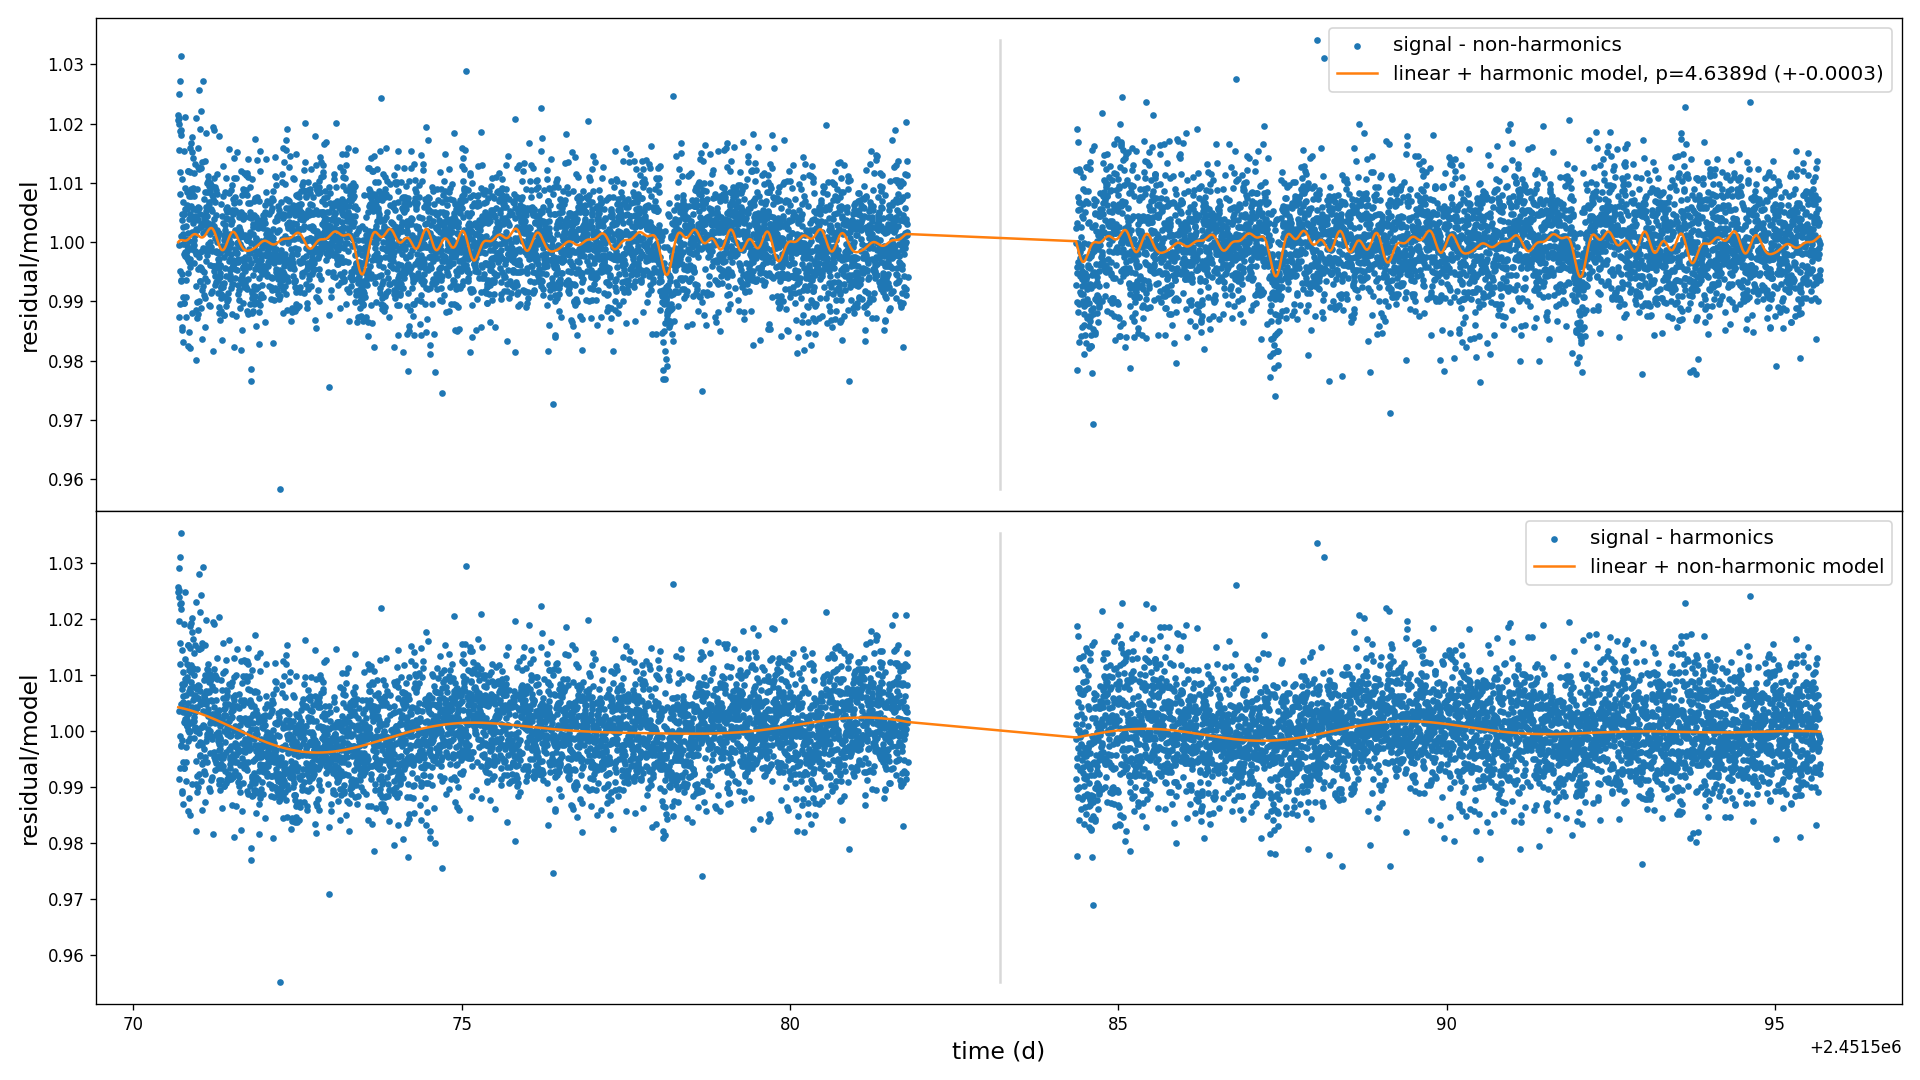 signal - non-harmonics
linear + harmonic model, p=4.6389d (+-0.0003)
residual/model
1.03
1.02
1.01
1.00
0.99
0.98
0.97
0.96
signal - harmonics
linear + non-harmonic model
residual/model
1.03
1.02
1.01
1.00
0.99
0.98
0.97
0.96
70 75 80 85 90 95
time (d)
+2.4515e6